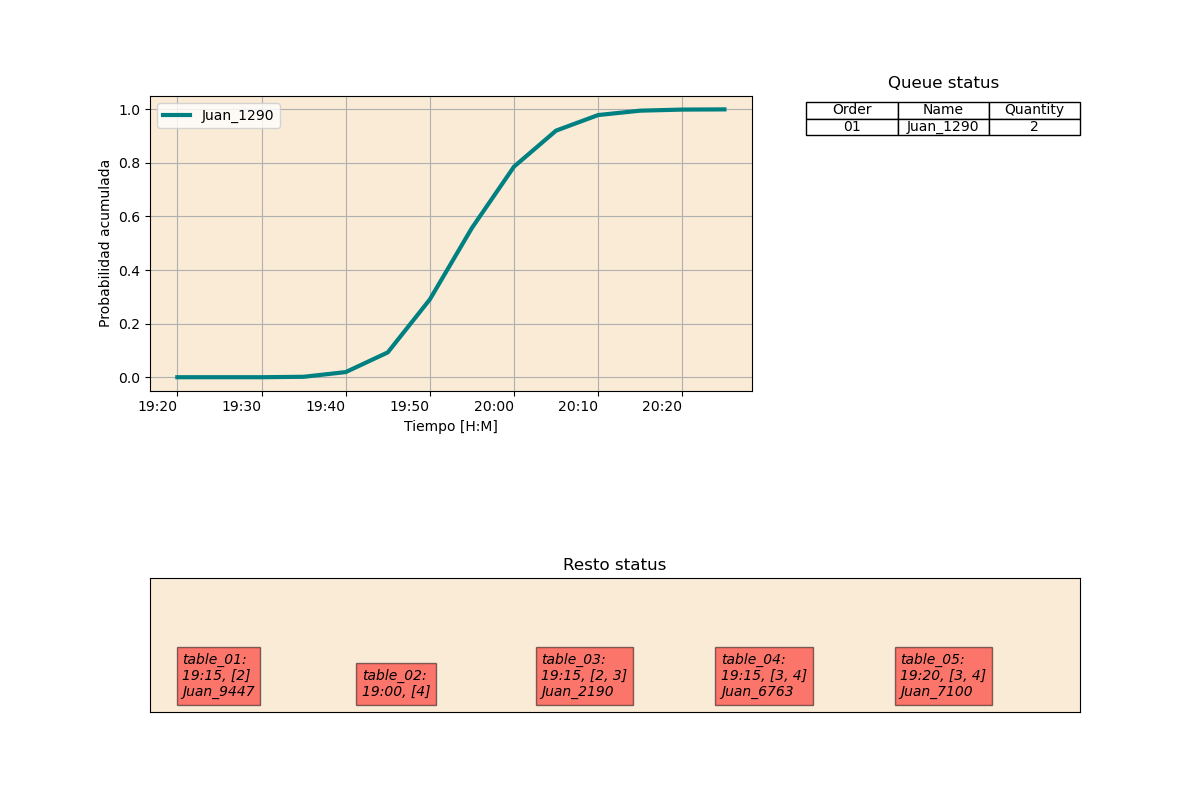 Queue status
Order Name Quantity
01 Juan_1290 2
Juan_1290
1.0
0.8
0.6
0.4
0.2
0.0
Probabilidad acumulada
19:20 19:30 19:40 19:50 20:00 20:10 20:20
Tiempo [H:M]
Resto status
table_01:
19:15, [2]
Juan_9447
table_02:
19:00, [4]
table_03:
19:15, [2, 3]
Juan_2190
table_04:
19:15, [3, 4]
Juan_6763
table_05:
19:20, [3, 4]
Juan_7100